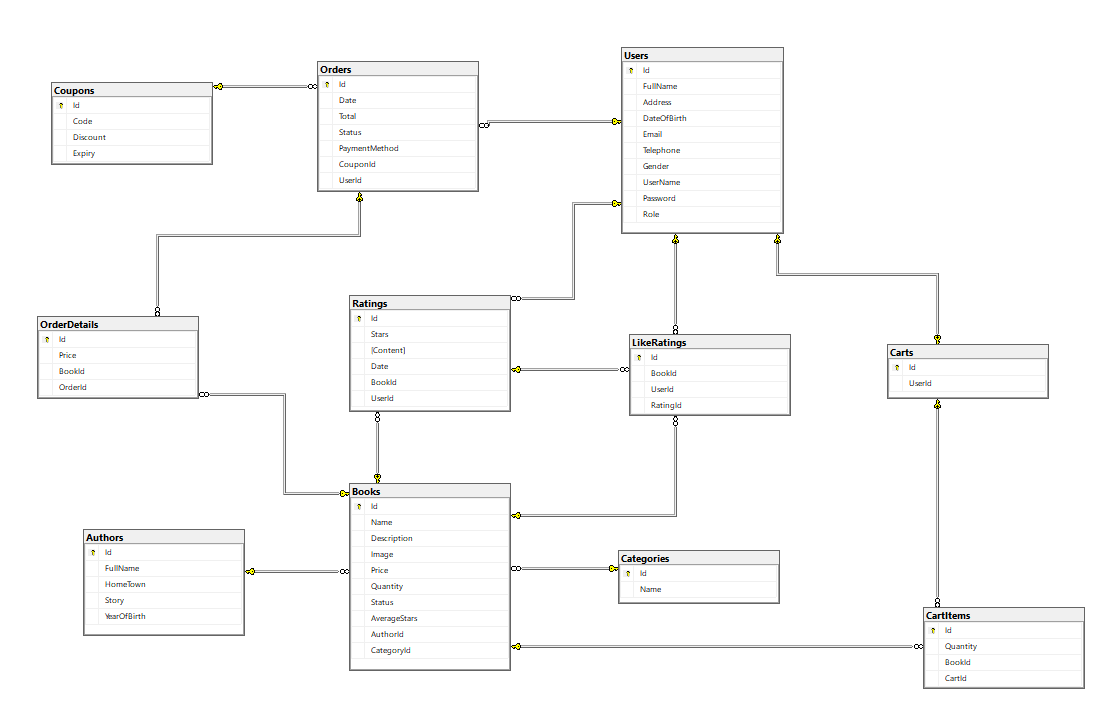 Coupons
Id
Code
Discount
Expiry
Orders
Id
Date
Total
Status
PaymentMethod
CouponId
UserId
Users
Id
FullName
Address
DateOfBirth
Email
Telephone
Gender
UserName
Password
Role
OrderDetails
Id
Price
BookId
OrderId
Ratings
Id
Stars
[Content]
Date
BookId
UserId
LikeRatings
Id
BookId
UserId
RatingId
Carts
Id
UserId
Authors
Id
FullName
HomeTown
Story
YearOfBirth
Books
Id
Name
Description
Image
Price
Quantity
Status
AverageStars
AuthorId
CategoryId
Categories
Id
Name
CartItems
Id
Quantity
BookId
CartId